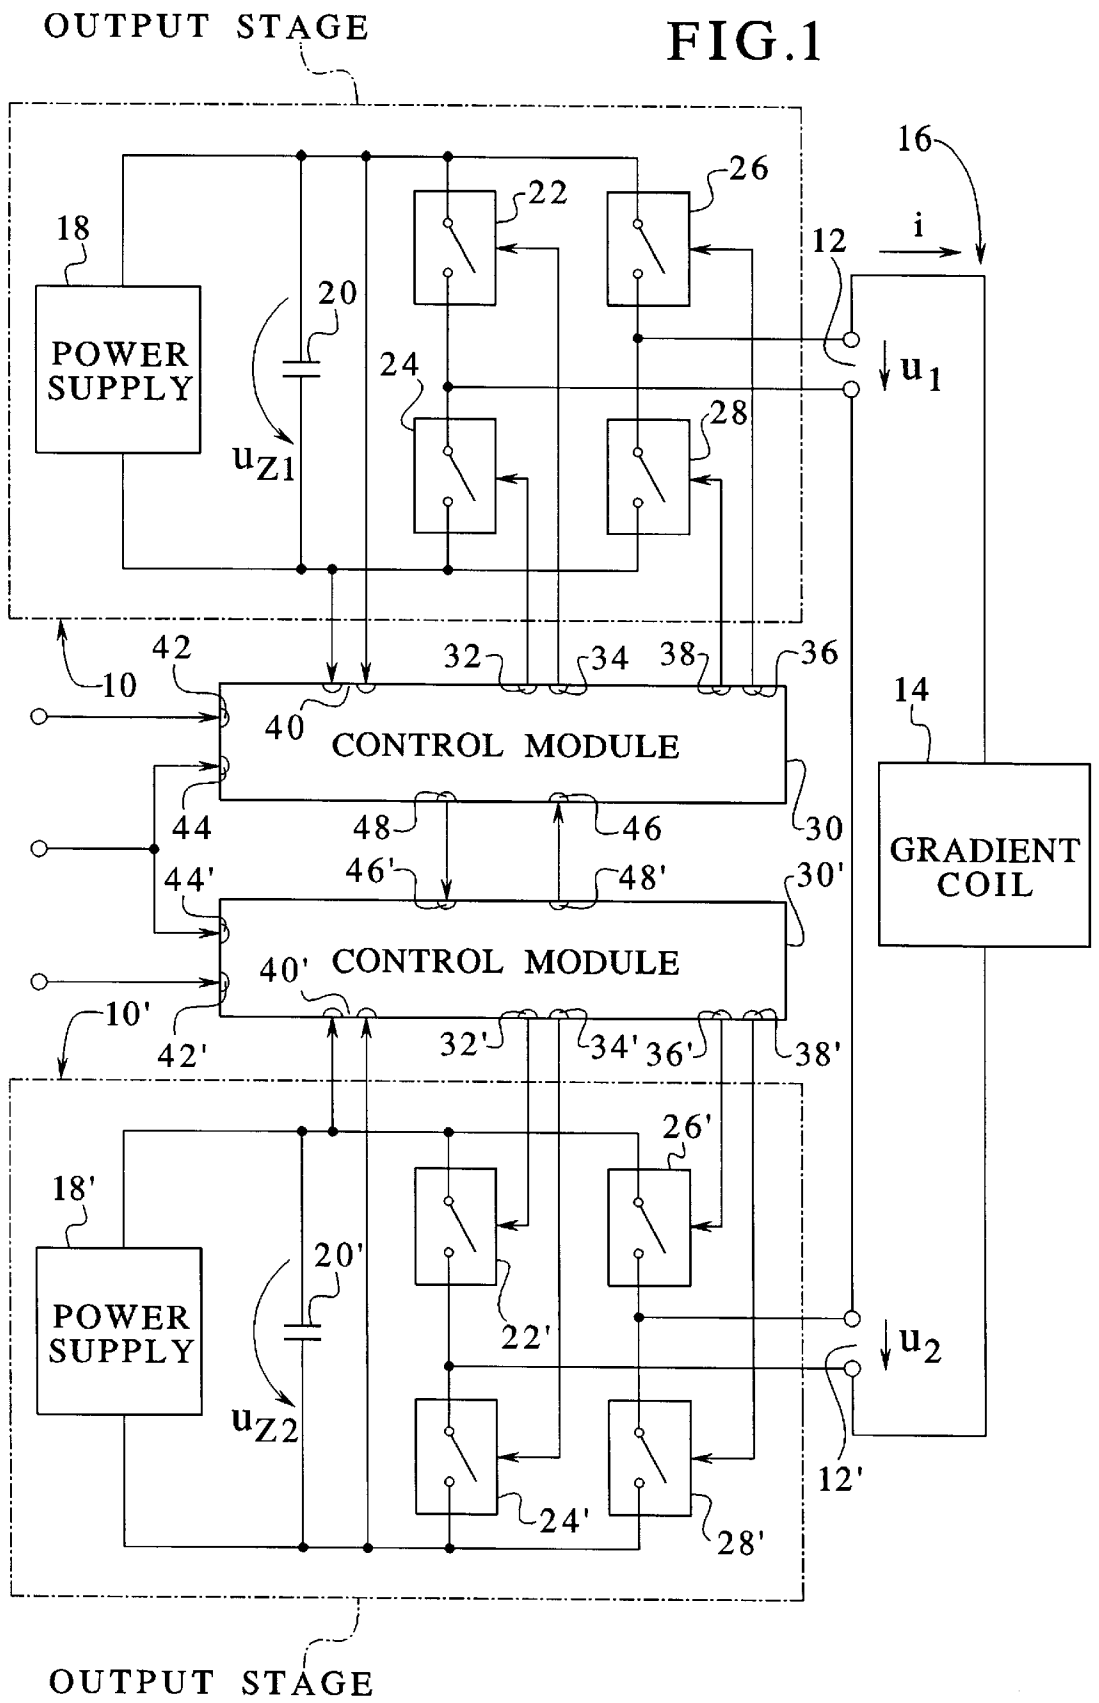 OUTPUT STAGE
FIG.1
16
i
26
22
18
12
20
POWER
SUPPLY
24
u1
28
uZ1
42
32
34
38
36
10
40
14
CONTROL MODULE
44
48
46
30
GRADIENT
COIL
44'
46'
48'
30'
40'
CONTROL MODULE
10'
42'
32'
34'
36'
38'
26'
18'
20'
POWER
SUPPLY
22'
u2
uZ2
12'
24'
28'
OUTPUT STAGE